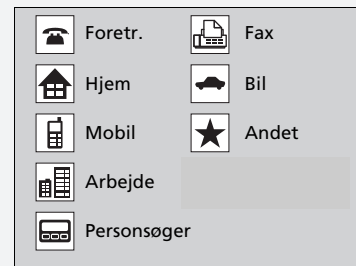 Foretr. Fax
Hjem Bil
Mobil Andet
Arbejde
Personsøger